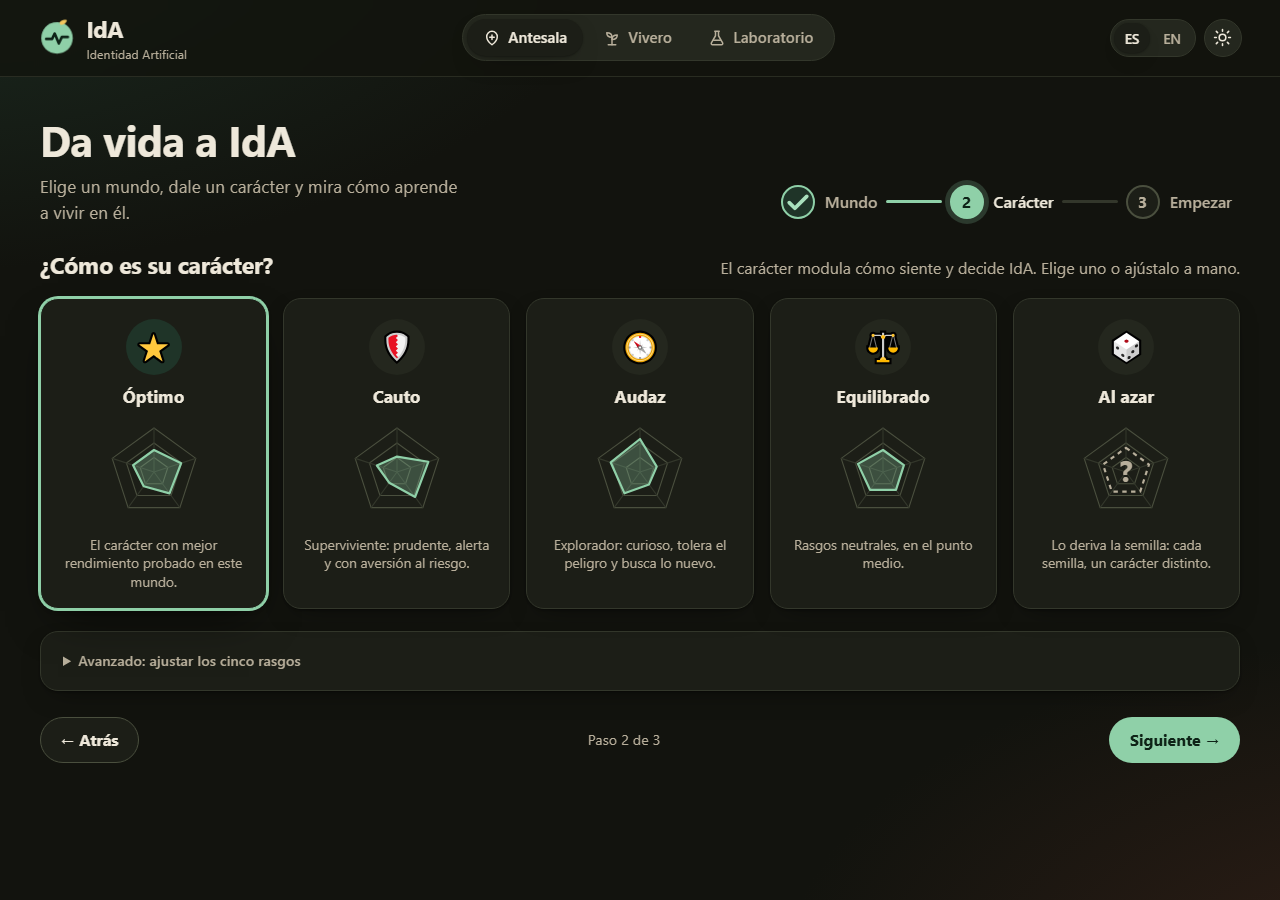 IdA
Identidad Artificial
Antesala
Vivero
Laboratorio
ES
EN
Da vida a IdA
Elige un mundo, dale un carácter y mira cómo aprende
a vivir en él.
Mundo
2
Carácter
3
Empezar
¿Cómo es su carácter?
El carácter modula cómo siente y decide IdA. Elige uno o ajústalo a mano.
Óptimo
El carácter con mejor
rendimiento probado en este
mundo.
Cauto
Superviviente: prudente, alerta
y con aversión al riesgo.
Audaz
Explorador: curioso, tolera el
peligro y busca lo nuevo.
Equilibrado
Rasgos neutrales, en el punto
medio.
Al azar
?
Lo deriva la semilla: cada
semilla, un carácter distinto.
▶ Avanzado: ajustar los cinco rasgos
← Atrás
Paso 2 de 3
Siguiente →